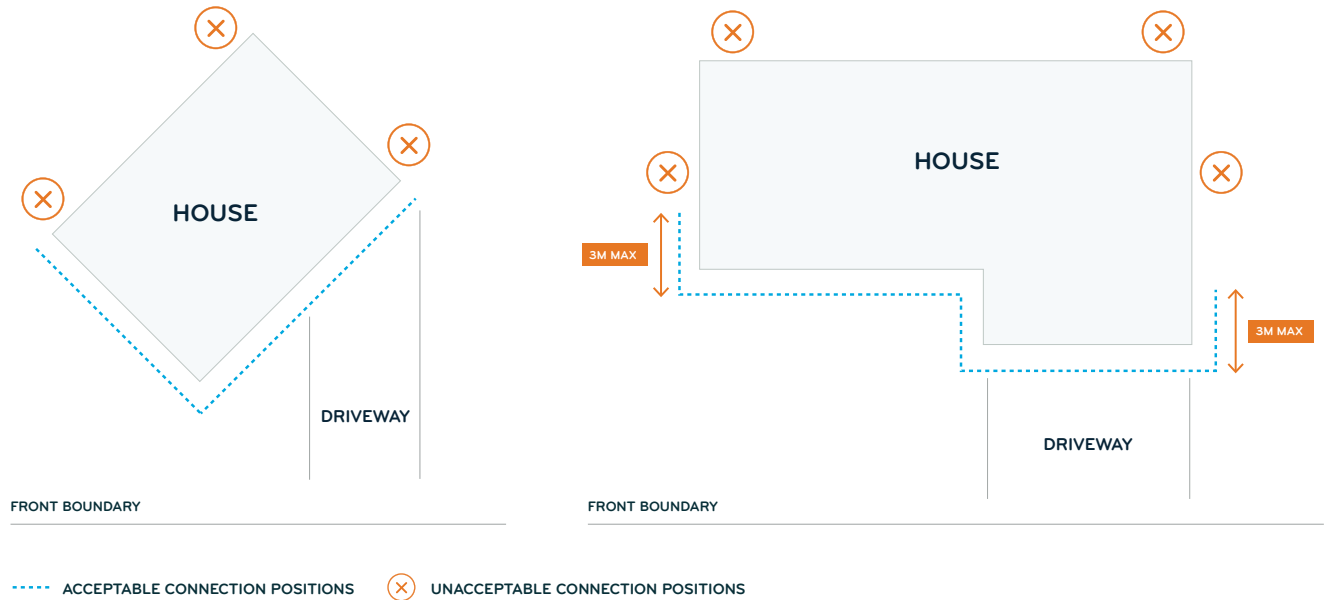 HOUSE
DRIVEWAY
FRONT BOUNDARY
HOUSE
3M MAX
3M MAX
DRIVEWAY
FRONT BOUNDARY
ACCEPTABLE CONNECTION POSITIONS
UNACCEPTABLE CONNECTION POSITIONS